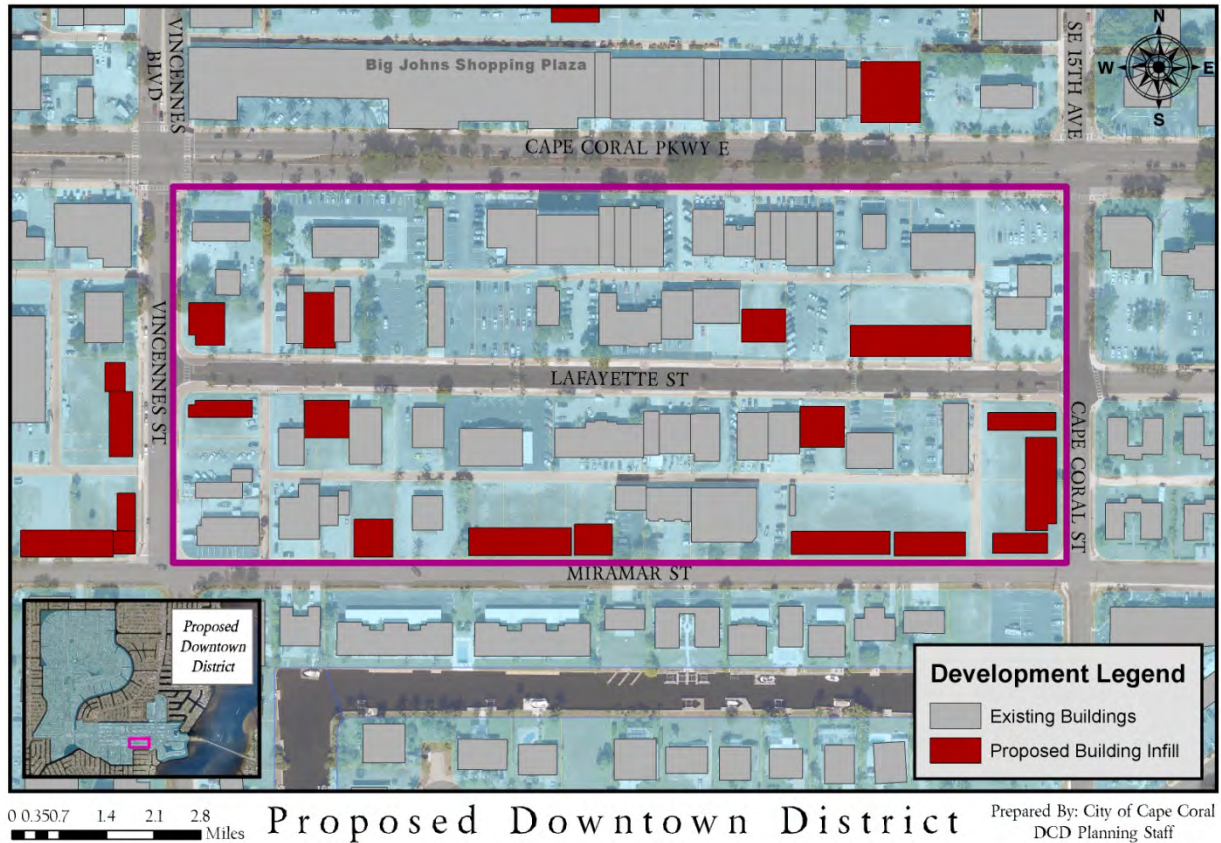 VINCENNES
BLVD
Big Johns Shopping Plaza
SE 15TH AVE
N
W E
S
CAPE CORAL PKWY E
VINCENNES ST
LAFAYETTE ST
CAPE CORAL ST
MIRAMAR ST
Proposed
Downtown
District
Development Legend
Existing Buildings
Proposed Building Infill
0 0.350.7 1.4 2.1 2.8
Miles
Proposed Downtown District
Prepared By: City of Cape Coral
DCD Planning Staff